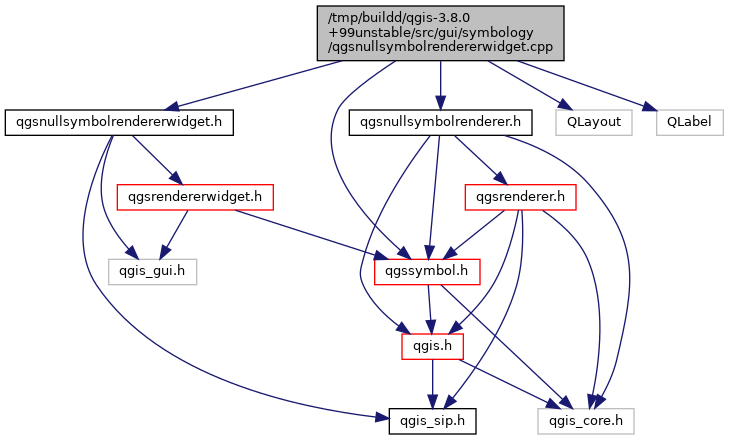 /tmp/buildd/qgis-3.8.0
+99unstable/src/gui/symbology
/qgsnullsymbolrendererwidget.cpp
qgsnullsymbolrendererwidget.h
qgsnullsymbolrenderer.h
QLayout
QLabel
qgsrendererwidget.h
qgsrenderer.h
qgis_gui.h
qgssymbol.h
qgis.h
qgis_sip.h
qgis_core.h